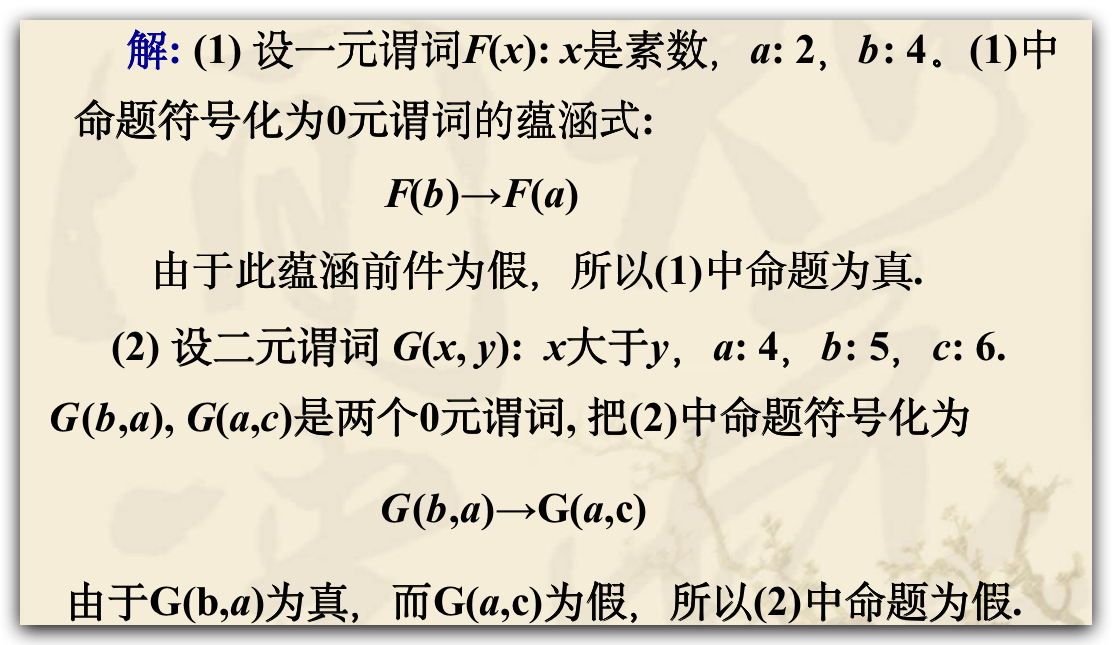 解: (1) 设一元谓词F(x): x是素数，a: 2，b: 4。(1)中
命题符号化为0元谓词的蕴涵式:
F(b)→F(a)
由于此蕴涵前件为假，所以(1)中命题为真.
(2) 设二元谓词 G(x, y): x大于y，a: 4，b: 5，c: 6.
G(b,a), G(a,c)是两个0元谓词, 把(2)中命题符号化为
G(b,a)→G(a,c)
由于G(b,a)为真，而G(a,c)为假，所以(2)中命题为假.